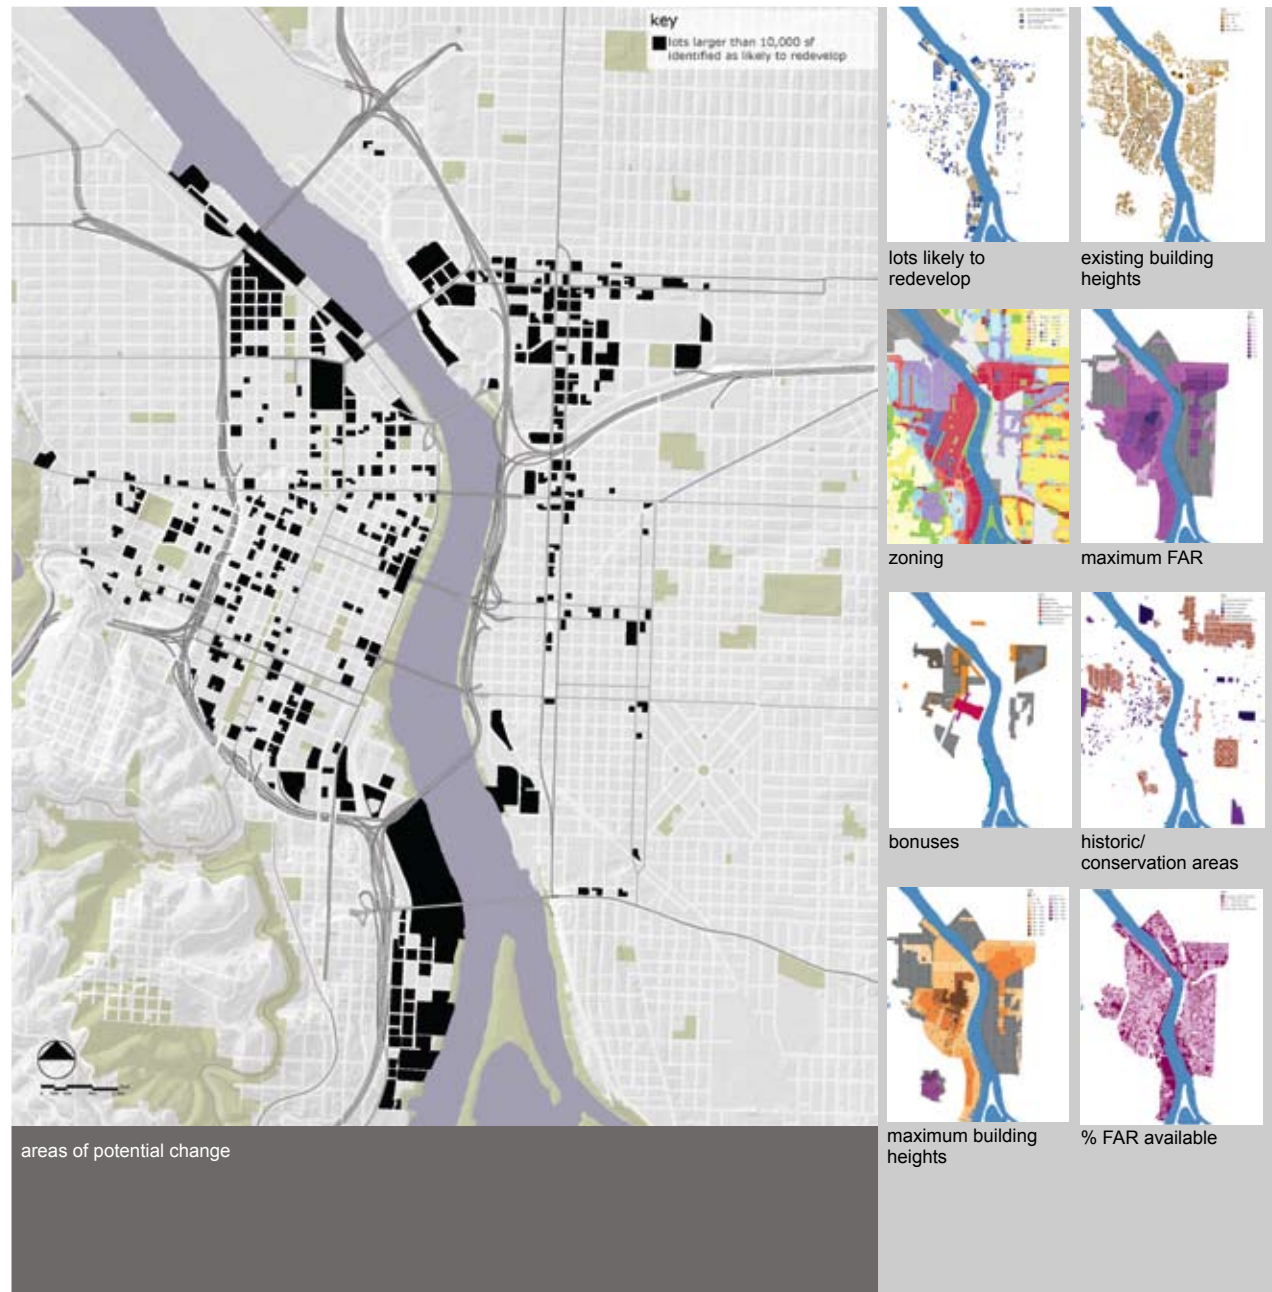 key
lots larger than 10,000 sf
identified as likely to redevelop
lots likely to
redevelop
existing building
heights
zoning
maximum FAR
bonuses
historic/
conservation areas
maximum building
heights
% FAR available
areas of potential change